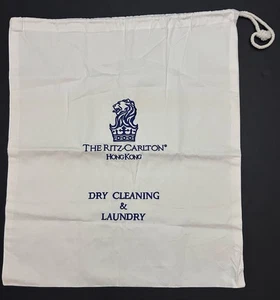 THE RITZ-CARLTON®
HONG KONG
DRY CLEANING
&
LAUNDRY